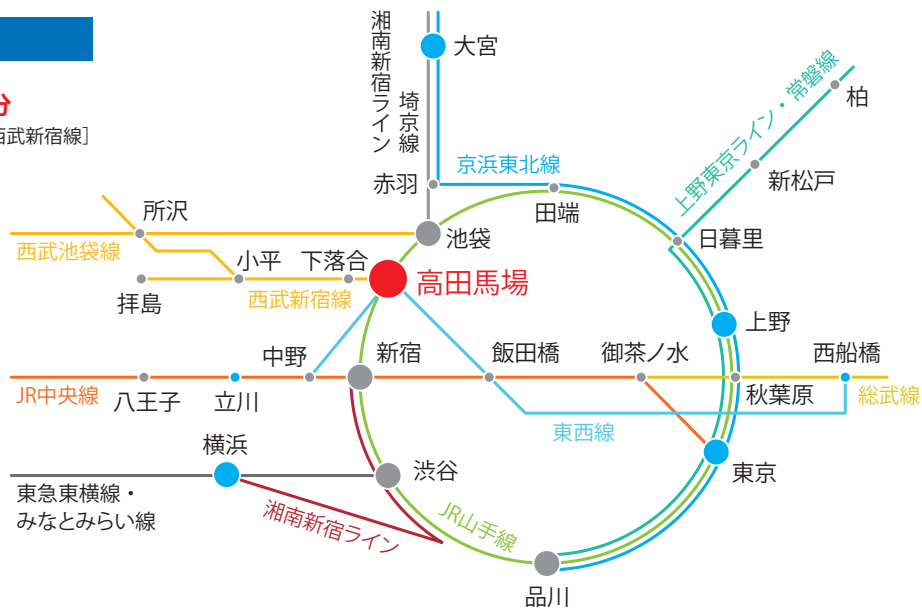 分
西武新宿線］
湘南新宿ライン
埼京線
大宮
京浜東北線
上野東京ライン・常磐線
柏
新松戸
赤羽
田端
日暮里
所沢
池袋
西武池袋線
小平
下落合
高田馬場
西武新宿線
拝島
上野
中野
新宿
飯田橋
御茶ノ水
西船橋
JR中央線
八王子
立川
秋葉原
総武線
東西線
横浜
渋谷
東京
東急東横線・
みなとみらい線
湘南新宿ライン
JR山手線
品川